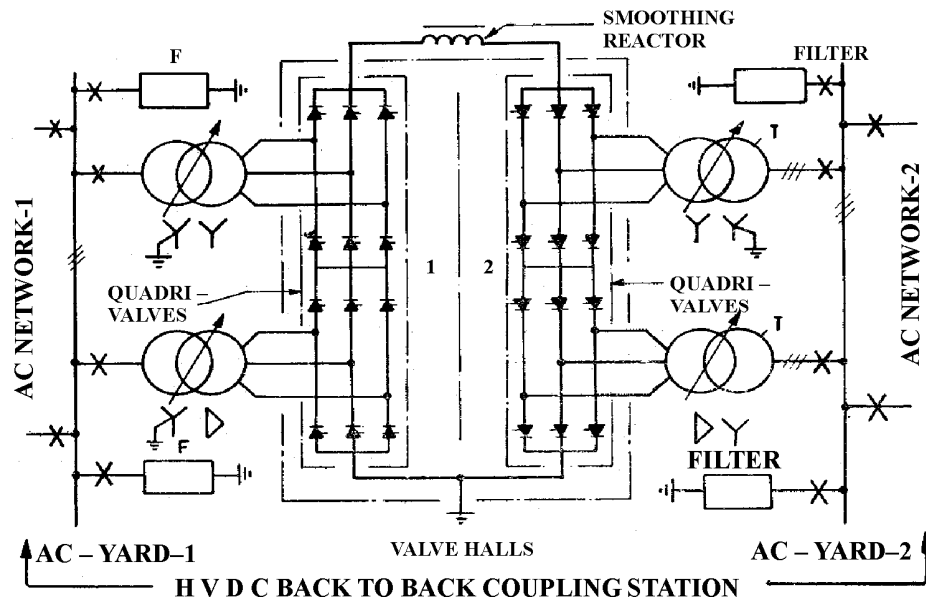 SMOOTHING
REACTOR
F
FILTER
T
AC NETWORK-1
1
2
AC NETWORK-2
QUADRI –
VALVES
QUADRI –
VALVES
T
F
FILTER
AC – YARD–1
VALVE HALLS
AC – YARD–2
H V D C BACK TO BACK COUPLING STATION